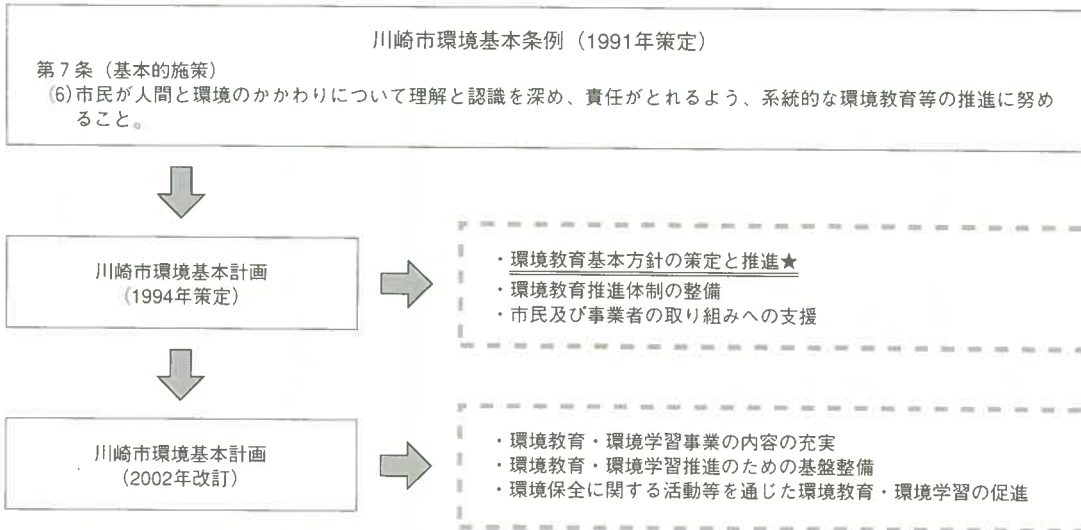 川崎市環境基本条例（1991年策定）
第7条（基本的施策）
(6)市民が人間と環境のかかわりについて理解と認識を深め、責任がとれるよう、系統的な環境教育等の推進に努め
ること。
川崎市環境基本計画
（1994年策定）
・環境教育基本方針の策定と推進★
・環境教育推進体制の整備
・市民及び事業者の取り組みへの支援
川崎市環境基本計画
（2002年改訂）
・環境教育・環境学習事業の内容の充実
・環境教育・環境学習推進のための基盤整備
・環境保全に関する活動等を通じた環境教育・環境学習の促進